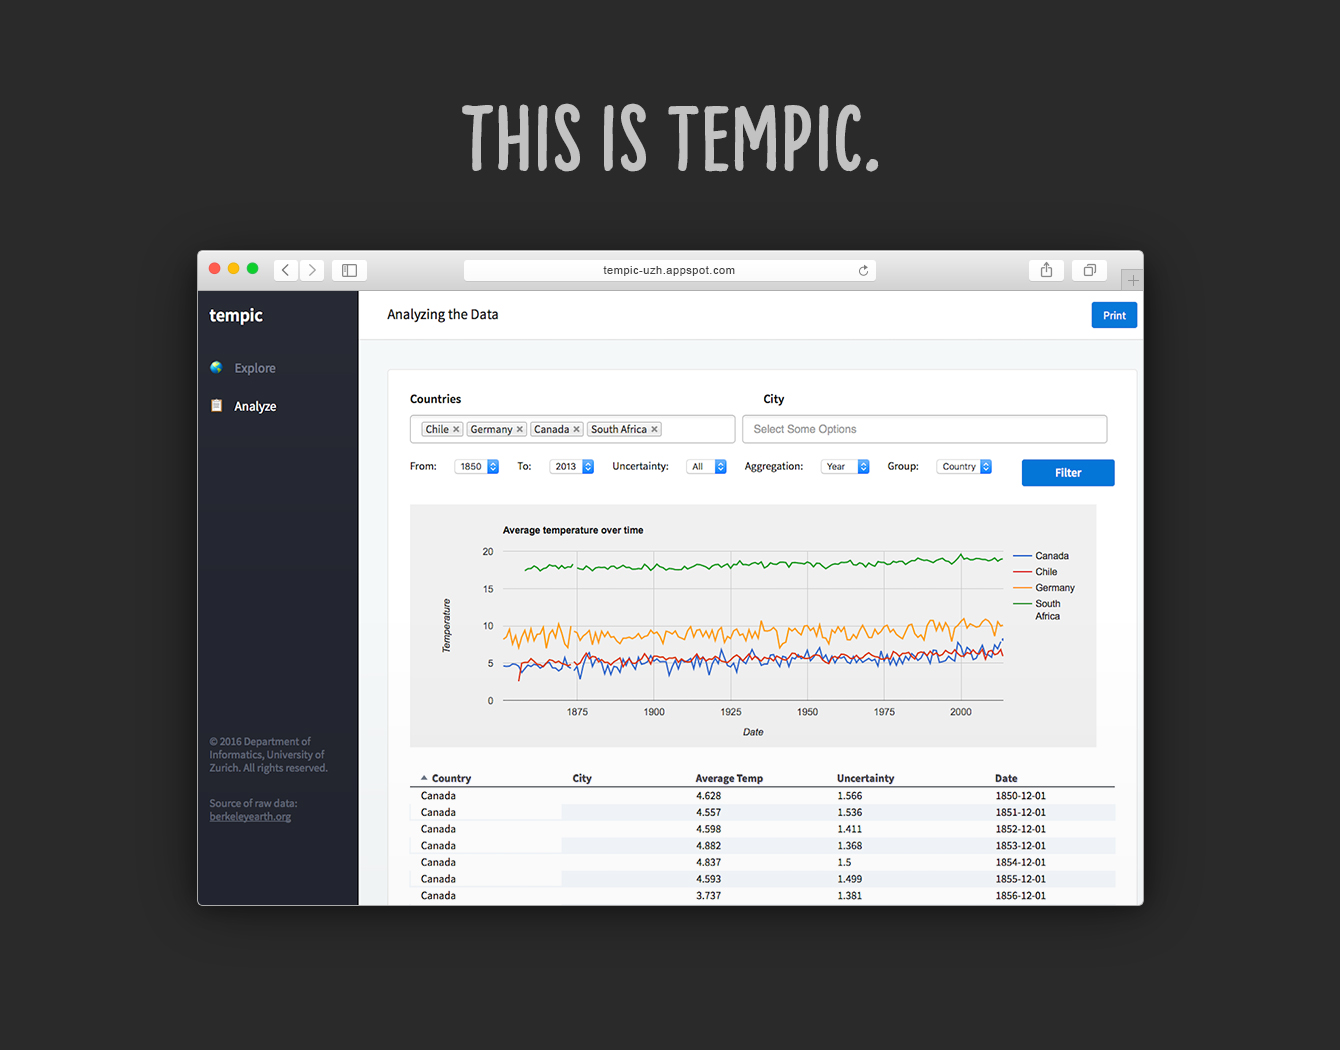 THIS IS TEMPIC.
tempic-uzh.appspot.com
tempic
Explore
Analyze
© 2016 Department of
Informatics, University of
Zurich. All rights reserved.
Source of raw data:
berkeleyearth.org
Analyzing the Data
Print
Countries
City
Chile × Germany × Canada × South Africa ×
Select Some Options
From: 1850 To: 2013 Uncertainty: All Aggregation: Year Group: Country
Filter
Average temperature over time
Temperature
20
15
10
5
0
1875 1900 1925 1950 1975 2000
Date
Canada
Chile
Germany
South
Africa
Country City Average Temp Uncertainty Date
Canada 4.628 1.566 1850-12-01
Canada 4.557 1.536 1851-12-01
Canada 4.598 1.411 1852-12-01
Canada 4.882 1.368 1853-12-01
Canada 4.837 1.5 1854-12-01
Canada 4.593 1.499 1855-12-01
Canada 3.737 1.381 1856-12-01